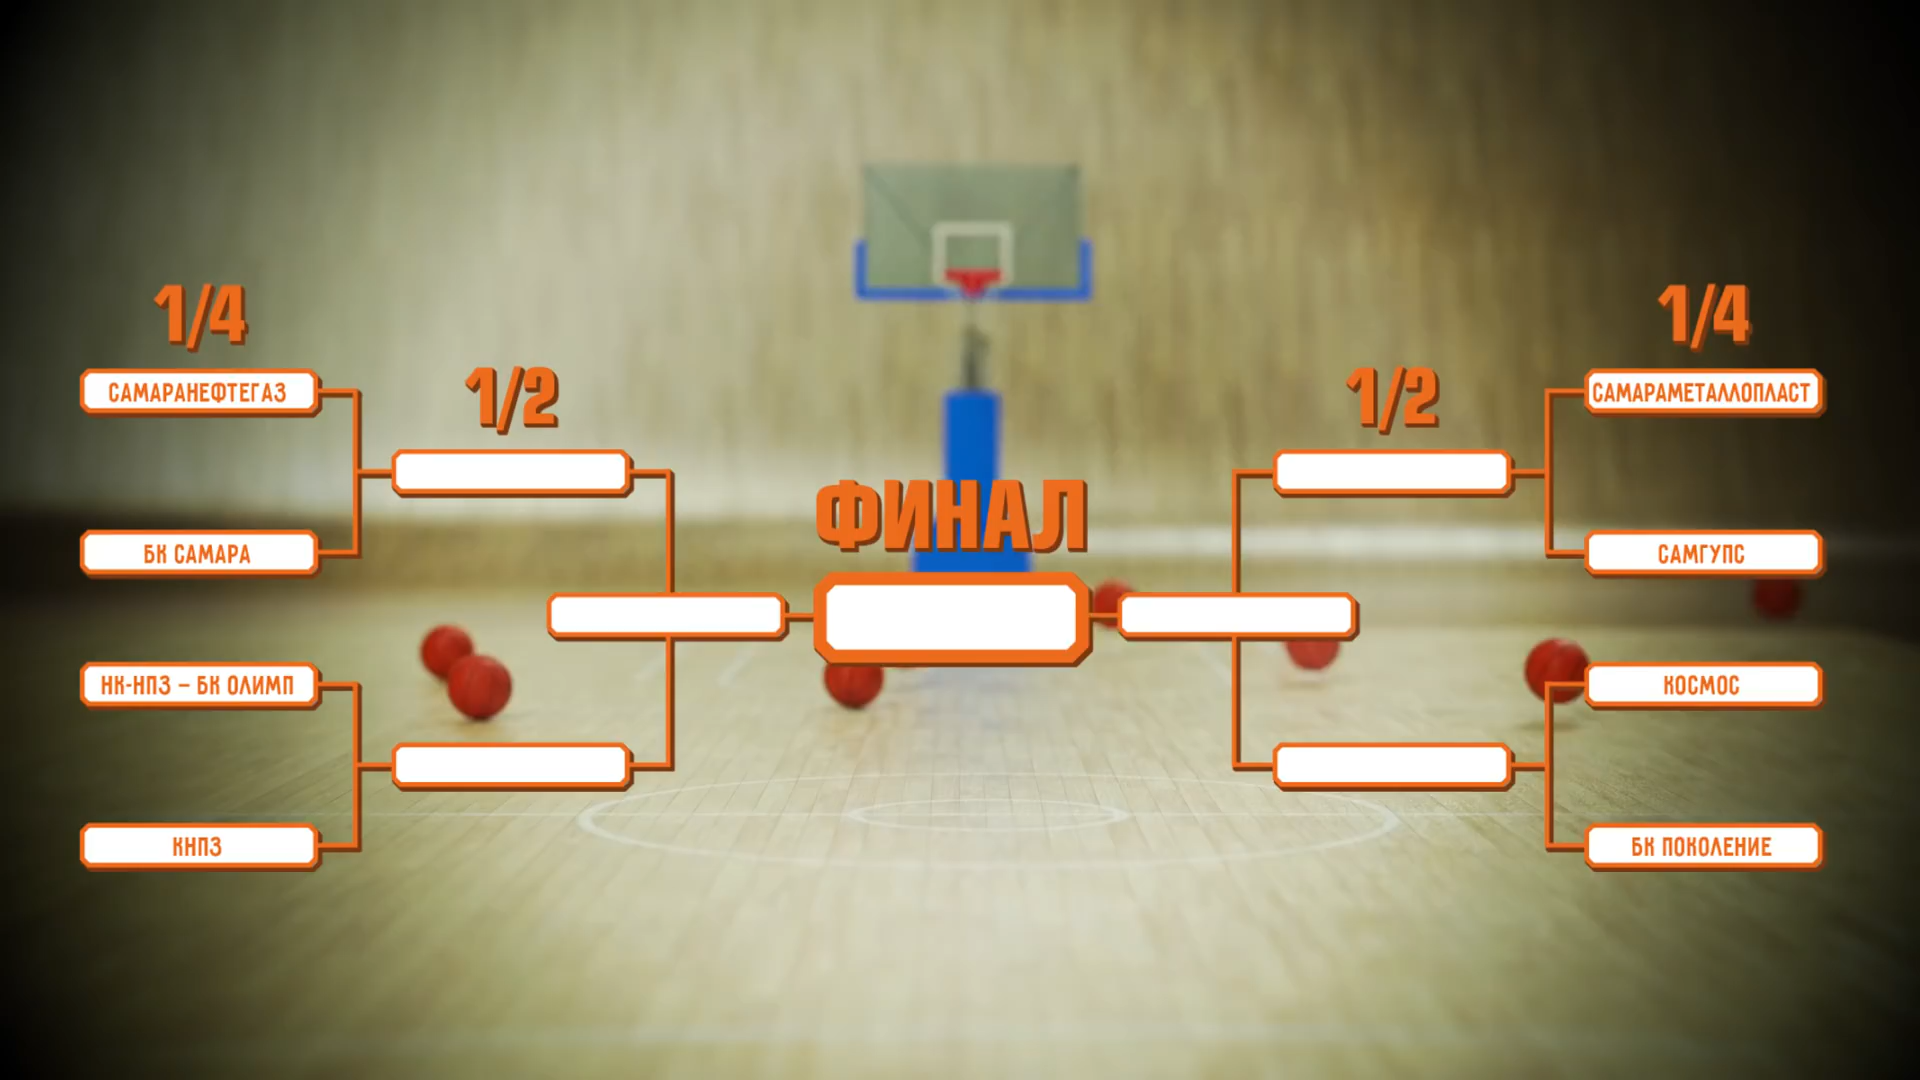 1/4
1/4
1/2
1/2
САМАРАНЕФТЕГАЗ
САМАРАМЕТАЛЛОПЛАСТ
ФИНАЛ
БК САМАРА
САМГУПС
НК-НПЗ – БК ОЛИМП
КОСМОС
КНПЗ
БК ПОКОЛЕНИЕ